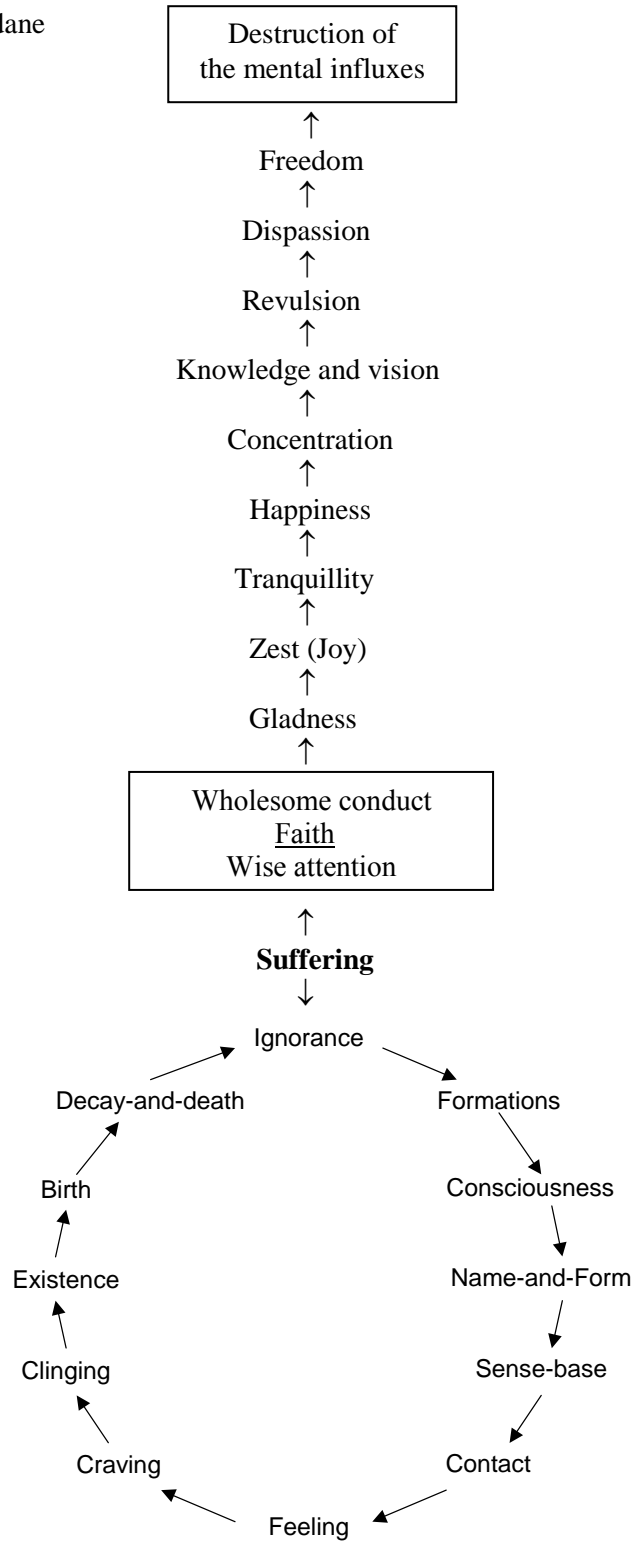 dane
Destruction of
the mental influxes
↑
Freedom
↑
Dispassion
↑
Revulsion
↑
Knowledge and vision
↑
Concentration
↑
Happiness
↑
Tranquillity
↑
Zest (Joy)
↑
Gladness
↑
Wholesome conduct
Faith
Wise attention
↑
Suffering
↓
Ignorance
Decay-and-death
Formations
Birth
Consciousness
Existence
Name-and-Form
Clinging
Sense-base
Craving
Contact
Feeling